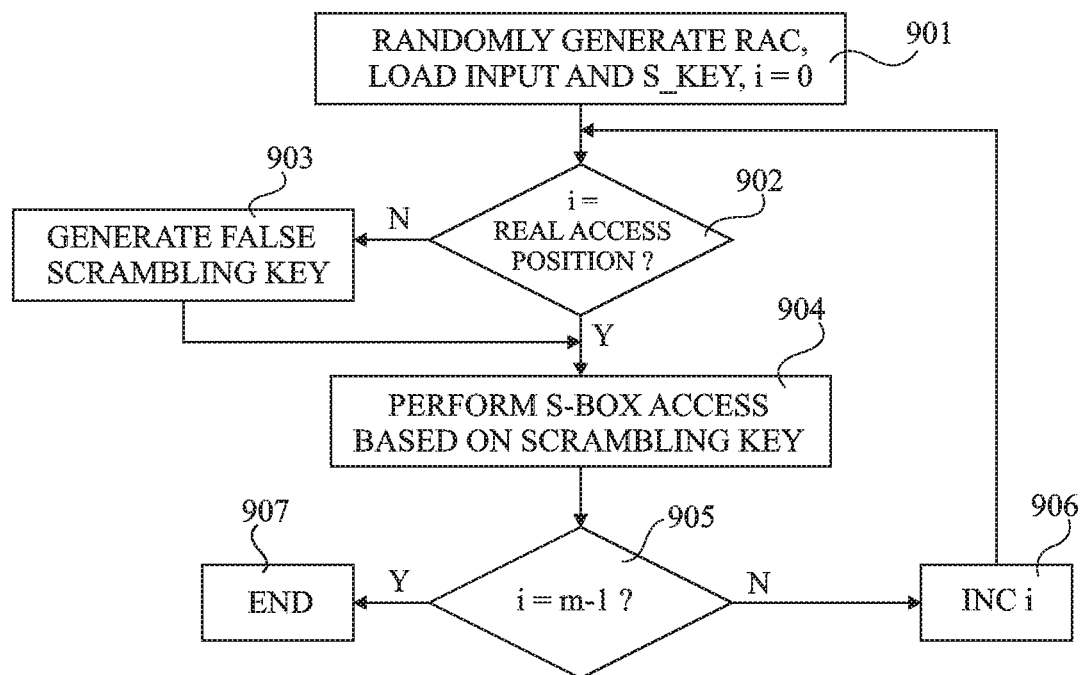 RANDOMLY GENERATE RAC,
LOAD INPUT AND S_KEY, i = 0
901
903
GENERATE FALSE
SCRAMBLING KEY
N
i =
REAL ACCESS
POSITION ?
902
Y
904
PERFORM S-BOX ACCESS
BASED ON SCRAMBLING KEY
907
END
Y
i = m-1 ?
905
N
906
INC i